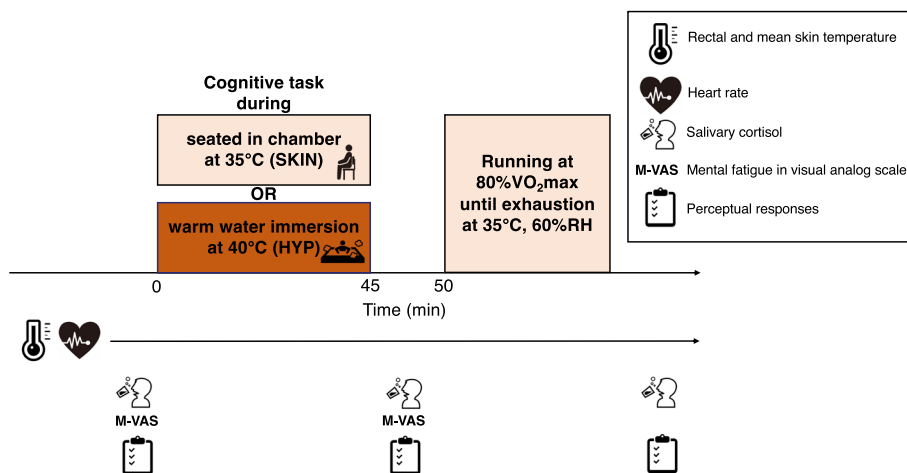 Cognitive task
during
seated in chamber
at 35°C (SKIN)
OR
warm water immersion
at 40°C (HYP)
Running at
80%VO₂max
until exhaustion
at 35°C, 60%RH
0
45
50
Time (min)
M-VAS
M-VAS
Rectal and mean skin temperature
Heart rate
Salivary cortisol
M-VAS Mental fatigue in visual analog scale
Perceptual responses